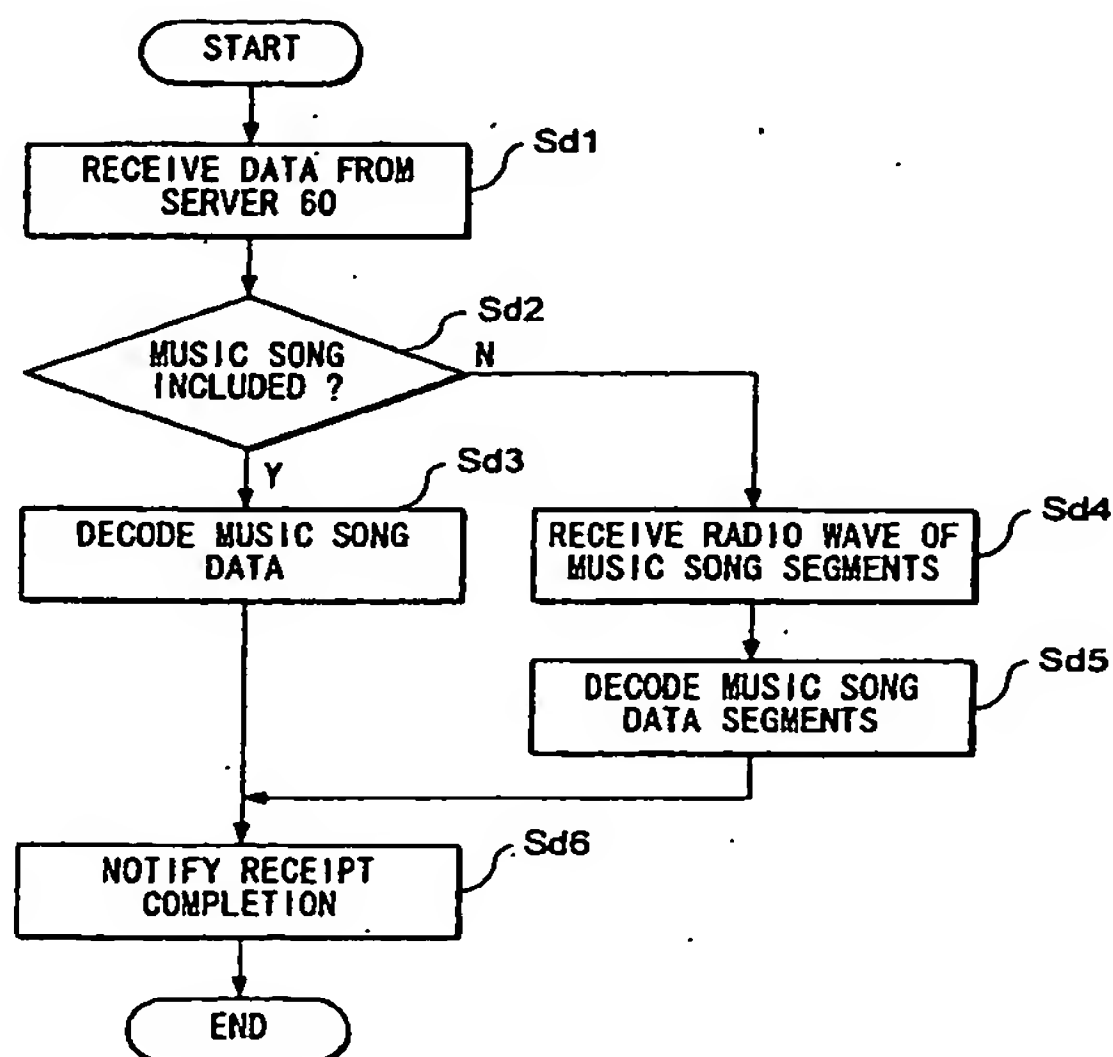 START
Sd1
RECEIVE DATA FROM
SERVER 60
Sd2
MUSIC SONG
INCLUDED ?
N
Y
Sd3
DECODE MUSIC SONG
DATA
Sd4
RECEIVE RADIO WAVE OF
MUSIC SONG SEGMENTS
Sd5
DECODE MUSIC SONG
DATA SEGMENTS
Sd6
NOTIFY RECEIPT
COMPLETION
END